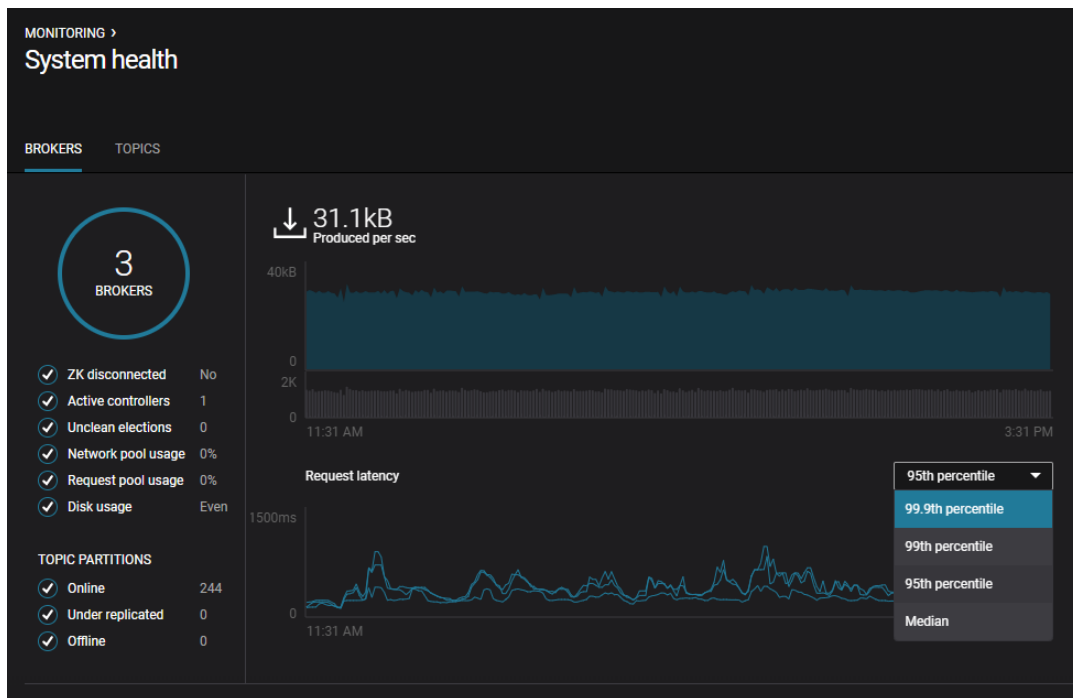 MONITORING ›
System health
BROKERS TOPICS
3
BROKERS
ZK disconnected No
Active controllers 1
Unclean elections 0
Network pool usage 0%
Request pool usage 0%
Disk usage Even
TOPIC PARTITIONS
Online 244
Under replicated 0
Offline 0
31.1kB
Produced per sec
40kB
0
2K
0
11:31 AM 3:31 PM
Request latency
95th percentile
99.9th percentile
99th percentile
95th percentile
Median
1500ms
0
11:31 AM